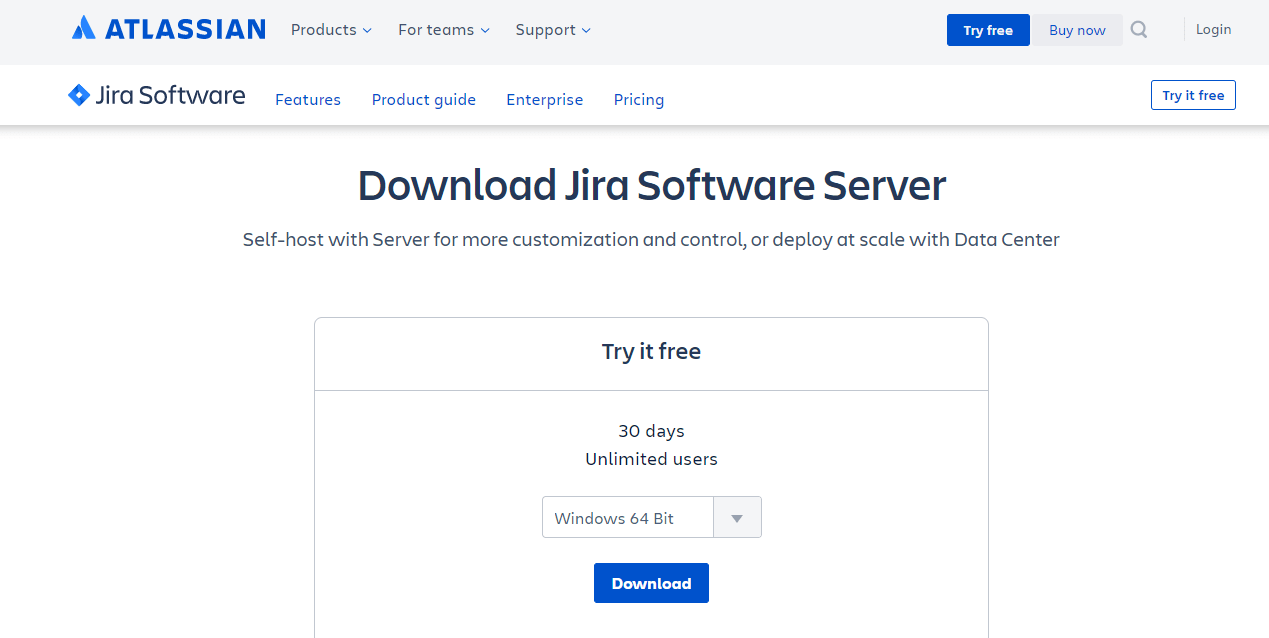 ATLASSIAN Products For teams Support Try free Buy now Login
Jira Software Features Product guide Enterprise Pricing Try it free
Download Jira Software Server
Self-host with Server for more customization and control, or deploy at scale with Data Center
Try it free
30 days
Unlimited users
Windows 64 Bit
Download